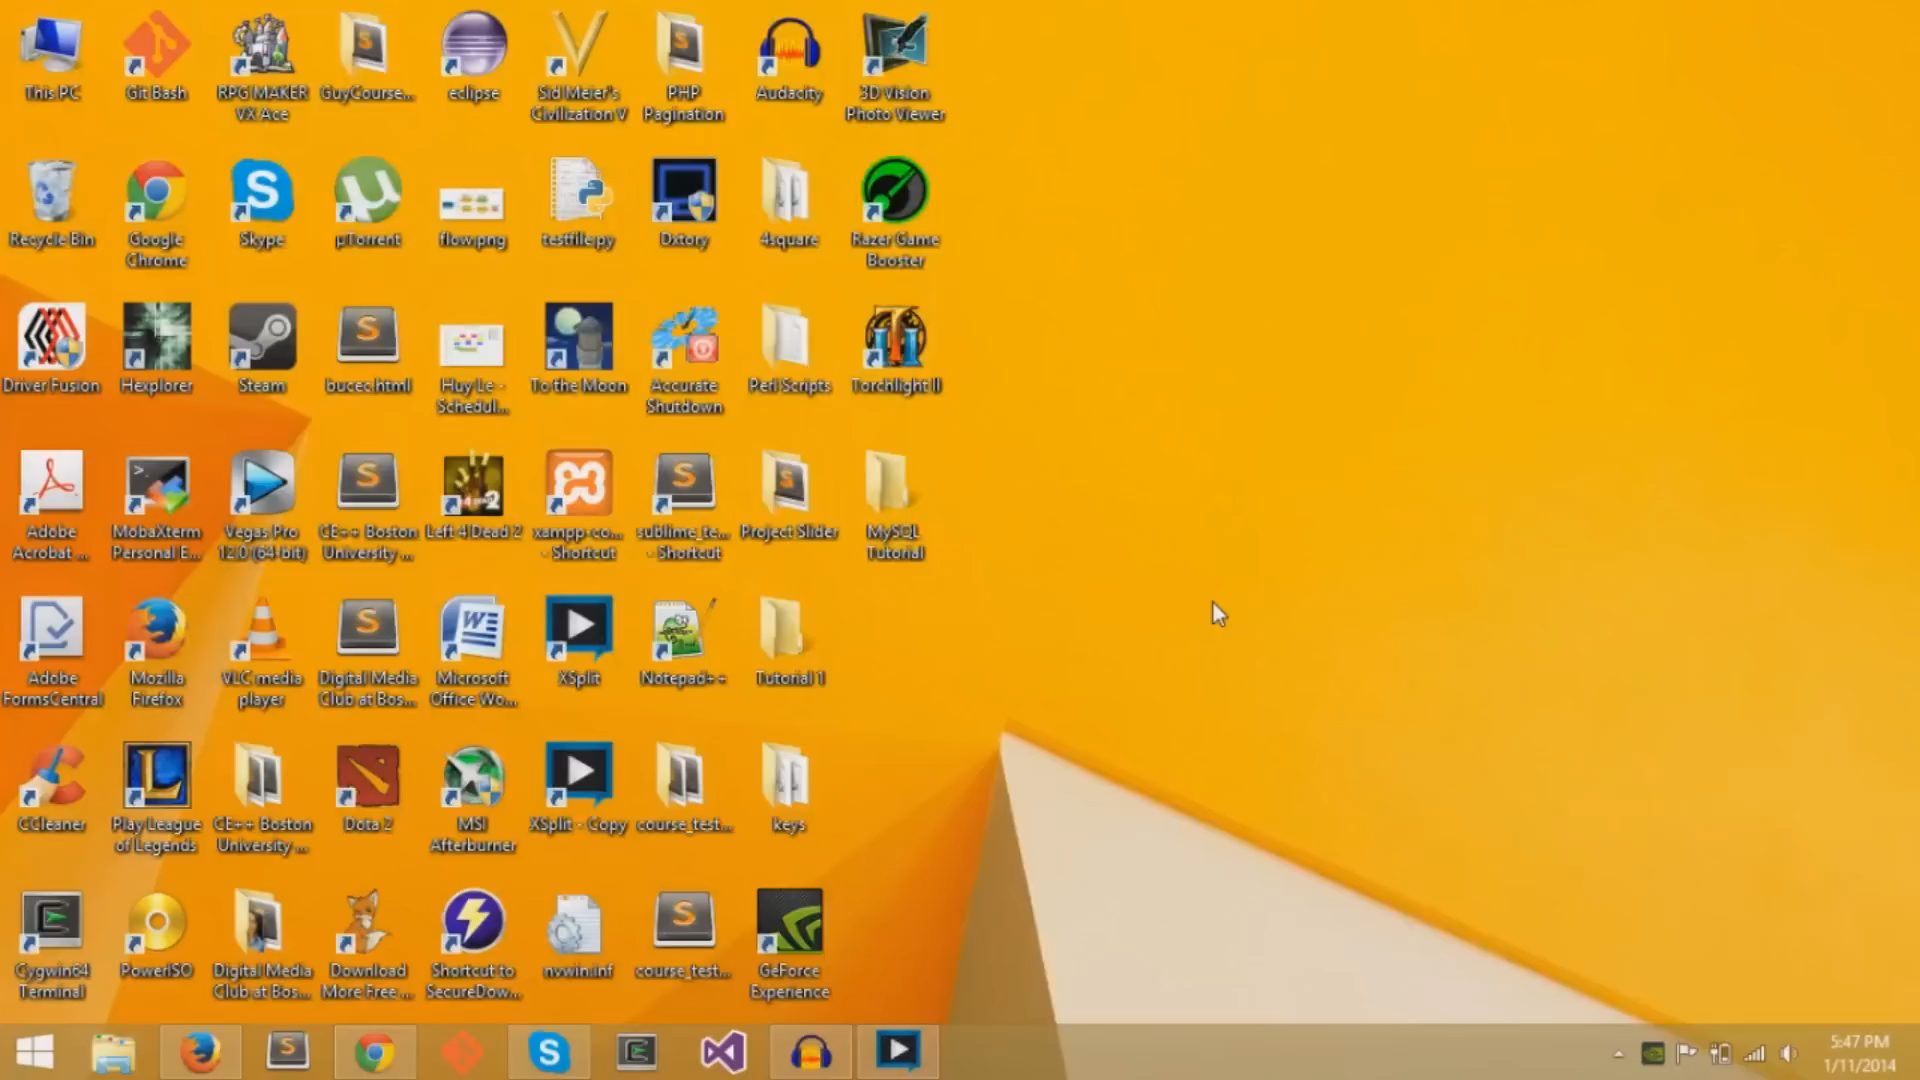 This PC
Git Bash
RPG MAKER
VX Ace
GuyCourse...
eclipse
Sid Meier's
Civilization V
PHP
Pagination
Audacity
3D Vision
Photo Viewer
Recycle Bin
Google
Chrome
Skype
µTorrent
flow.png
testfile.py
Dxtory
4square
Razer Game
Booster
Driver Fusion
Hexplorer
Steam
bucec.html
Huy Le -
Schedul...
To the Moon
Accurate
Shutdown
Perl Scripts
Torchlight II
Adobe
Acrobat ...
MobaXterm
Personal E...
Vegas Pro
12.0 (64-bit)
CE++ Boston
University ...
Left 4 Dead 2
xampp-co...
- Shortcut
sublime_te...
- Shortcut
Project Slider
MySQL
Tutorial
Adobe
FormsCentral
Mozilla
Firefox
VLC media
player
Digital Media
Club at Bos...
Microsoft
Office Wo...
XSplit
Notepad++
Tutorial 1
CCleaner
Play League
of Legends
CE++ Boston
University ...
Dota 2
MSI
Afterburner
XSplit - Copy
course_test...
keys
Cygwin64
Terminal
PowerISO
Digital Media
Club at Bos...
Download
More Free ...
Shortcut to
SecureDow...
nvwin.inf
course_test...
GeForce
Experience
5:47 PM
1/11/2014